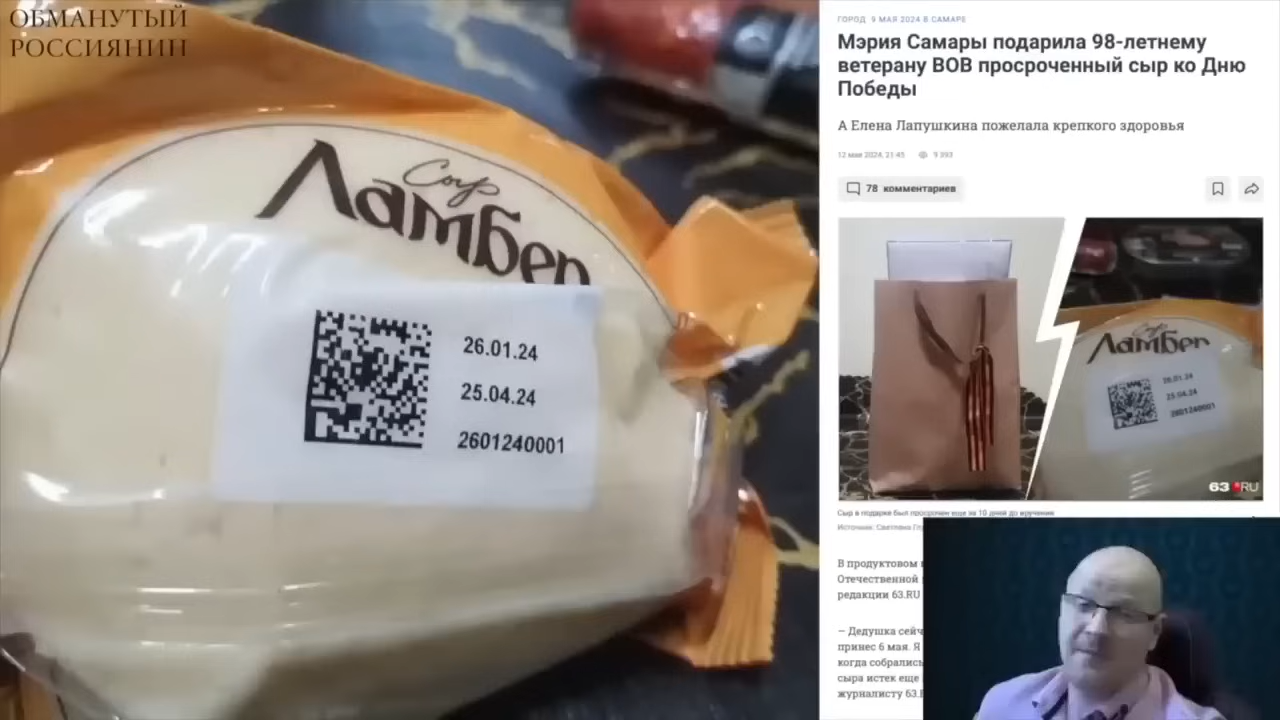 ОБМАНУТЫЙ
РОССИЯНИН
Сыр
Ламбер
26.01.24
25.04.24
2601240001
ГОРОД 9 МАЯ 2024 В САМАРЕ
Мэрия Самары подарила 98-летнему
ветерану ВОВ просроченный сыр ко Дню
Победы
А Елена Лапушкина пожелала крепкого здоровья
12 мая 2024, 21:45 9 393
78 комментариев
Сыр
Ламбер
26.01.24
25.04.24
2601240001
63.RU
Сыр в подарке был просрочен еще за 10 дней до вручения
Источник: Светлана
В продуктовом
Отечественной
редакции 63.RU
— Дедушка сейч
принес 6 мая. Я
когда собрались
сыра истек еще
журналисту 63.R